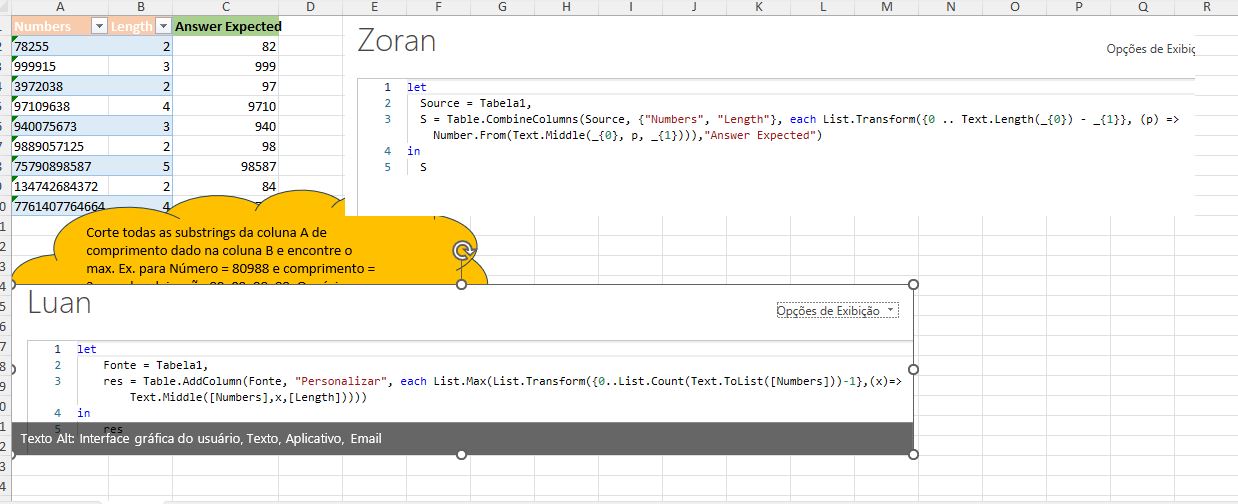 A B C D E F G H I J K L M N O P Q R
Numbers Length Answer Expected
78255 2 82
999915 3 999
3972038 2 97
97109638 4 9710
940075673 3 940
9889057125 2 98
75790898587 5 98587
134742684372 2 84
7761407764664 4
Zoran
Opções de Exibiç
1 let
2 Source = Tabela1,
3 S = Table.CombineColumns(Source, {"Numbers", "Length"}, each List.Transform({0 .. Text.Length(_{0}) - _{1}}, (p) =>
Number.From(Text.Middle(_{0}, p, _{1}))),"Answer Expected")
4 in
5 S
Corte todas as substrings da coluna A de
comprimento dado na coluna B e encontre o
max. Ex. para Número = 80988 e comprimento =
Luan
Opções de Exibição
1 let
2 Fonte = Tabela1,
3 res = Table.AddColumn(Fonte, "Personalizar", each List.Max(List.Transform({0..List.Count(Text.ToList([Numbers]))-1},(x)=>
Text.Middle([Numbers],x,[Length]))))
4 in
5 res
Texto Alt: Interface gráfica do usuário, Texto, Aplicativo, Email